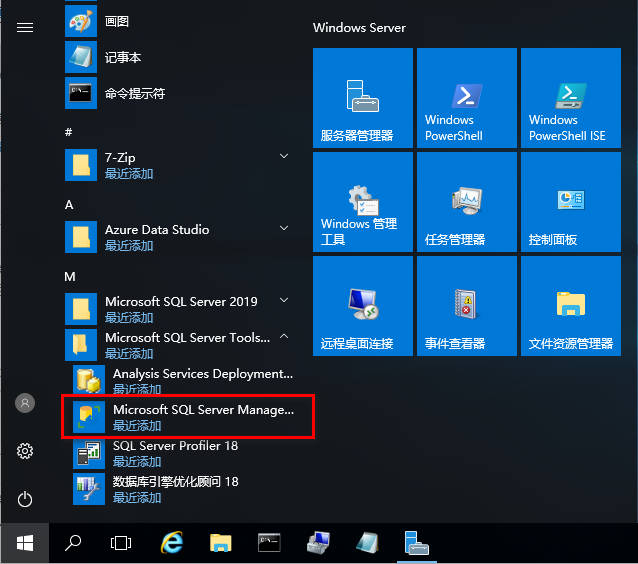 画图
记事本
命令提示符
#
7-Zip
最近添加
A
Azure Data Studio
最近添加
M
Microsoft SQL Server 2019
最近添加
Microsoft SQL Server Tools...
最近添加
Analysis Services Deployment...
最近添加
Microsoft SQL Server Manage...
最近添加
SQL Server Profiler 18
最近添加
数据库引擎优化顾问 18
最近添加
Windows Server
服务器管理器
Windows
PowerShell
Windows
PowerShell ISE
Windows 管理
工具
任务管理器
控制面板
远程桌面连接
事件查看器
文件资源管理器